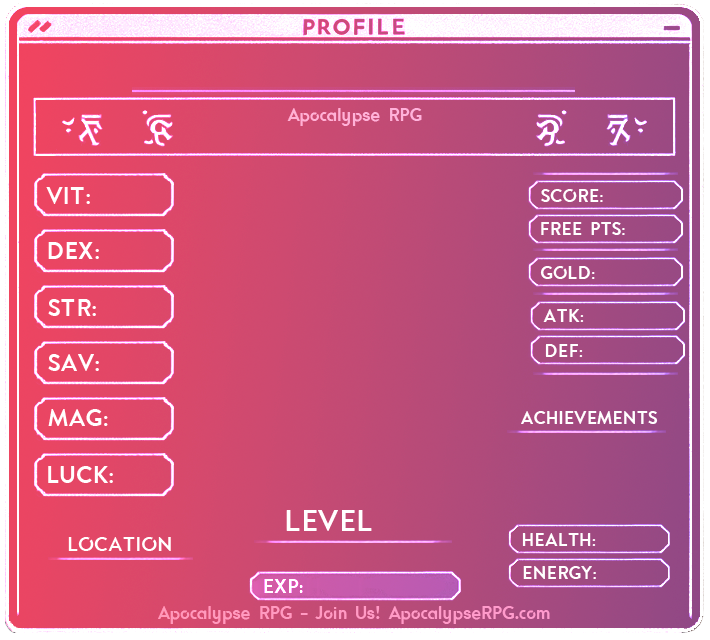 PROFILE
Apocalypse RPG
VIT:
DEX:
STR:
SAV:
MAG:
LUCK:
SCORE:
FREE PTS:
GOLD:
ATK:
DEF:
ACHIEVEMENTS
LOCATION
LEVEL
EXP:
HEALTH:
ENERGY:
Apocalypse RPG - Join Us! ApocalypseRPG.com